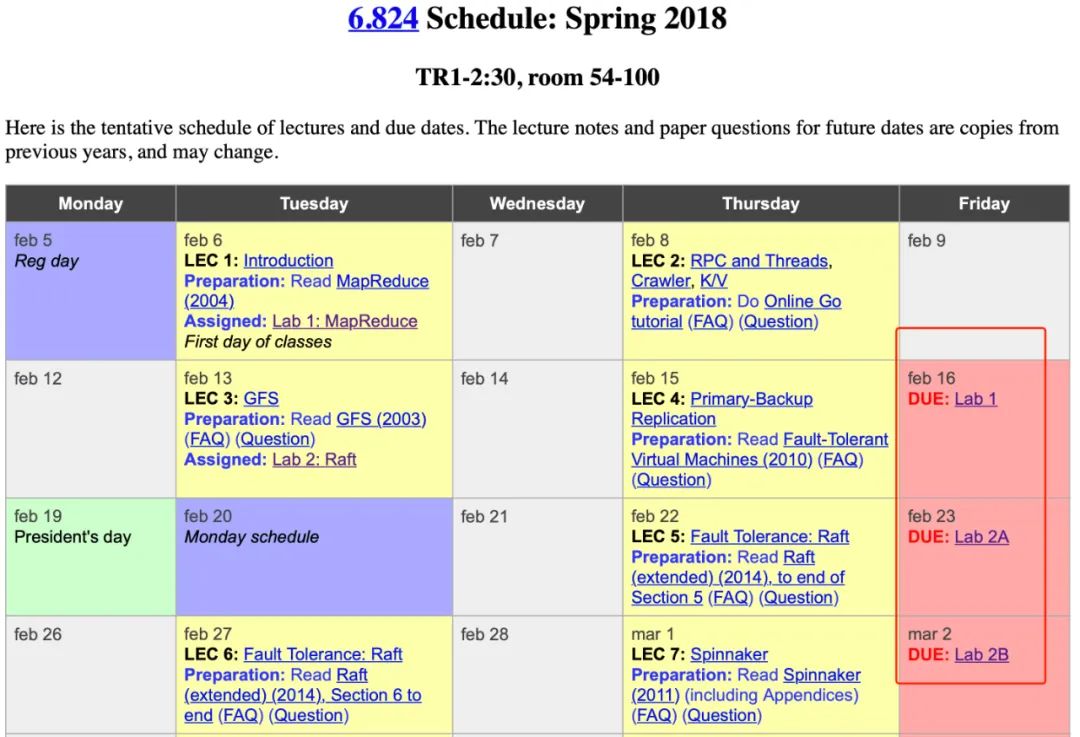 6.824 Schedule: Spring 2018
TR1-2:30, room 54-100
Here is the tentative schedule of lectures and due dates. The lecture notes and paper questions for future dates are copies from
previous years, and may change.
Monday
Tuesday
Wednesday
Thursday
Friday
feb 5
Reg day
feb 6
LEC 1: Introduction
Preparation: Read MapReduce
(2004)
Assigned: Lab 1: MapReduce
First day of classes
feb 7
feb 8
LEC 2: RPC and Threads,
Crawler, K/V
Preparation: Do Online Go
tutorial (FAQ) (Question)
feb 9
feb 12
feb 13
LEC 3: GFS
Preparation: Read GFS (2003)
(FAQ) (Question)
Assigned: Lab 2: Raft
feb 14
feb 15
LEC 4: Primary-Backup
Replication
Preparation: Read Fault-Tolerant
Virtual Machines (2010) (FAQ)
(Question)
feb 16
DUE: Lab 1
feb 19
President's day
feb 20
Monday schedule
feb 21
feb 22
LEC 5: Fault Tolerance: Raft
Preparation: Read Raft
(extended) (2014), to end of
Section 5 (FAQ) (Question)
feb 23
DUE: Lab 2A
feb 26
feb 27
LEC 6: Fault Tolerance: Raft
Preparation: Read Raft
(extended) (2014), Section 6 to
end (FAQ) (Question)
feb 28
mar 1
LEC 7: Spinnaker
Preparation: Read Spinnaker
(2011) (including Appendices)
(FAQ) (Question)
mar 2
DUE: Lab 2B